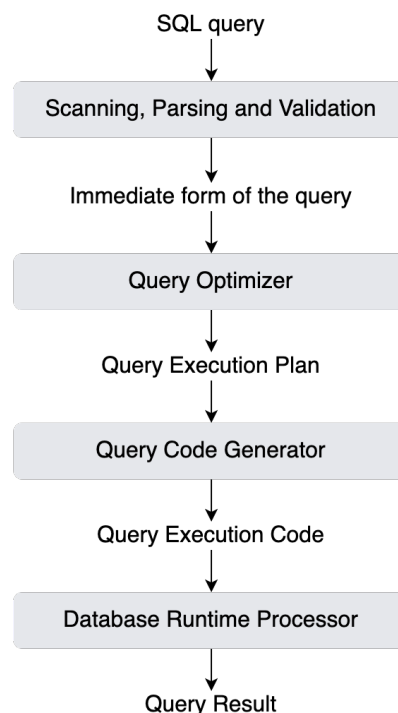 SQL query
Scanning, Parsing and Validation
Immediate form of the query
Query Optimizer
Query Execution Plan
Query Code Generator
Query Execution Code
Database Runtime Processor
Query Result